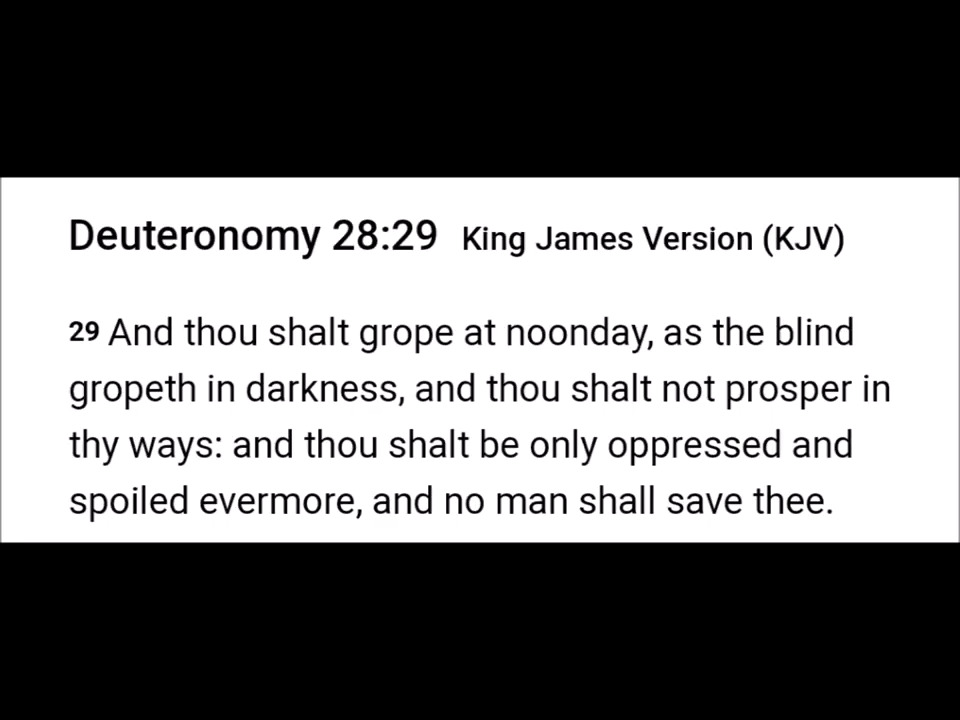 Deuteronomy 28:29 King James Version (KJV)
29 And thou shalt grope at noonday, as the blind
gropeth in darkness, and thou shalt not prosper in
thy ways: and thou shalt be only oppressed and
spoiled evermore, and no man shall save thee.